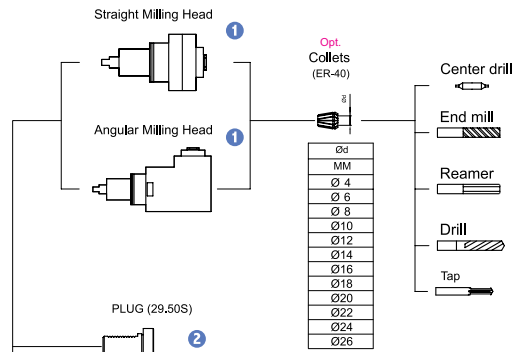 Straight Milling Head
1
Opt.
Collets
(ER-40)
Ød
Center drill
End mill
Angular Milling Head
1
Ød
MM
Ø 4
Ø 6
Ø 8
Ø10
Ø12
Ø14
Ø16
Ø18
Ø20
Ø22
Ø24
Ø26
Reamer
Drill
Tap
PLUG (29.50S)
2